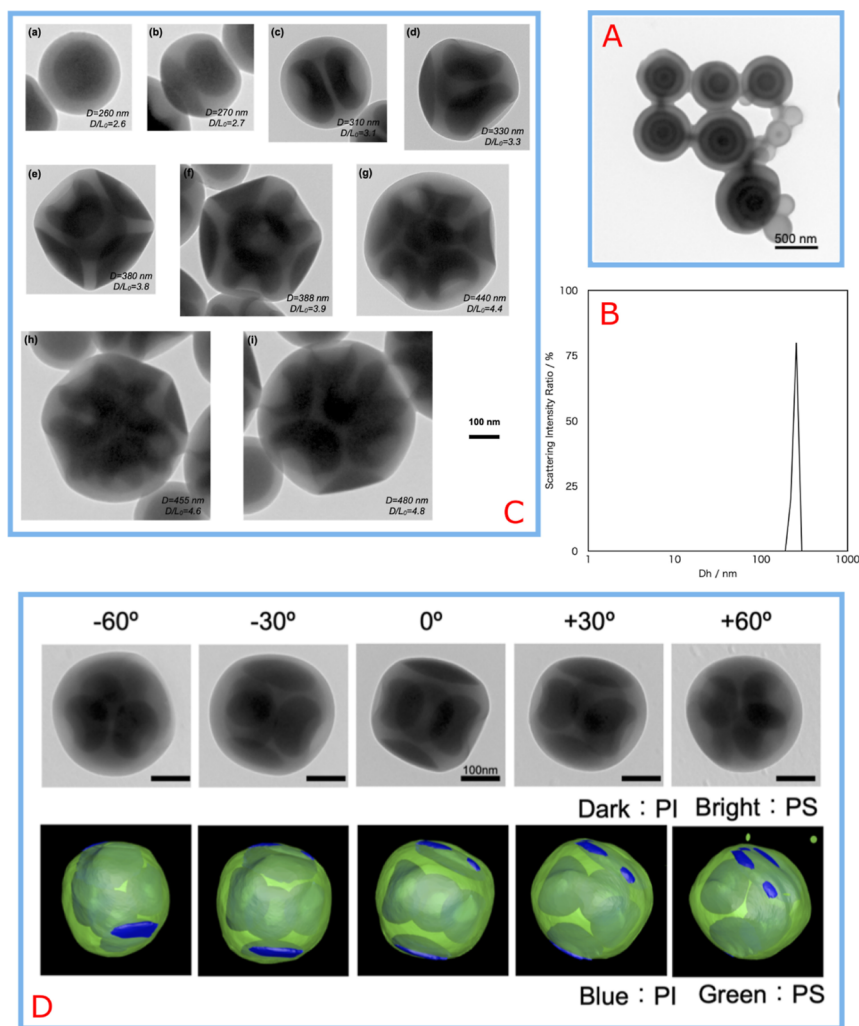 (a)
D=260 nm
D/L₀=2.6
(b)
D=270 nm
D/L₀=2.7
(c)
D=310 nm
D/L₀=3.1
(d)
D=330 nm
D/L₀=3.3
(e)
D=380 nm
D/L₀=3.8
(f)
D=388 nm
D/L₀=3.9
(g)
D=440 nm
D/L₀=4.4
(h)
D=455 nm
D/L₀=4.6
(i)
D=480 nm
D/L₀=4.8
100 nm
C
A
500 nm
B
Scattering Intensity Ratio / %
100
75
50
25
0
1 10 100 1000
Dh / nm
-60º -30º 0º +30º +60º
100nm
Dark：PI Bright：PS
Blue：PI Green：PS
D